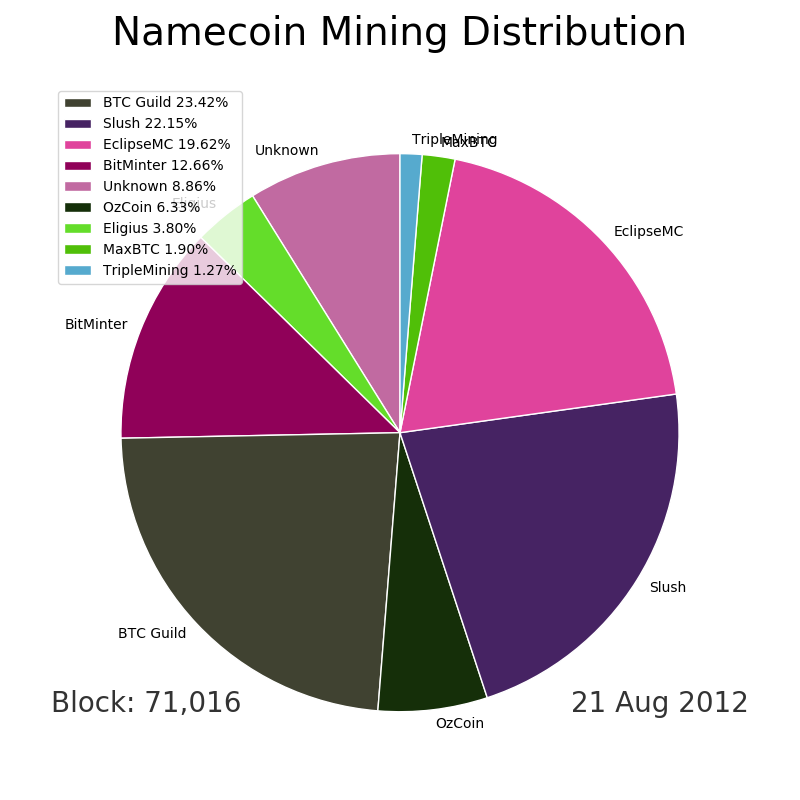 Namecoin Mining Distribution
BTC Guild 23.42%
Slush 22.15%
EclipseMC 19.62%
BitMinter 12.66%
Unknown 8.86%
OzCoin 6.33%
Eligius 3.80%
MaxBTC 1.90%
TripleMining 1.27%
TripleMining
MaxBTC
Unknown
Eligius
EclipseMC
BitMinter
Slush
BTC Guild
OzCoin
Block: 71,016
21 Aug 2012